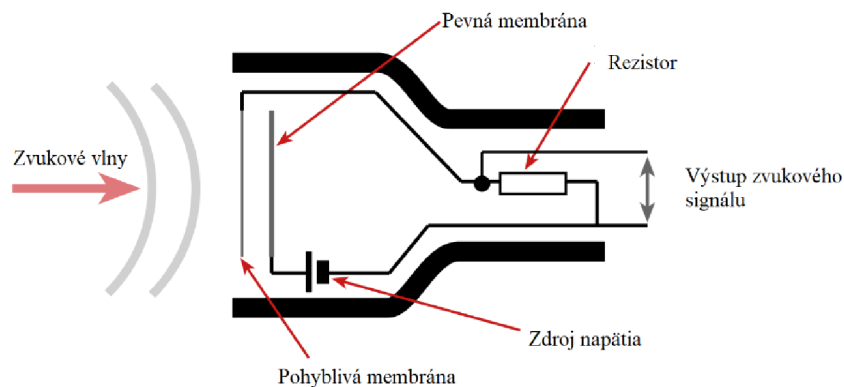 Pevná membrána
Rezistor
Zvukové vlny
Výstup zvukového
signálu
Zdroj napätia
Pohyblivá membrána